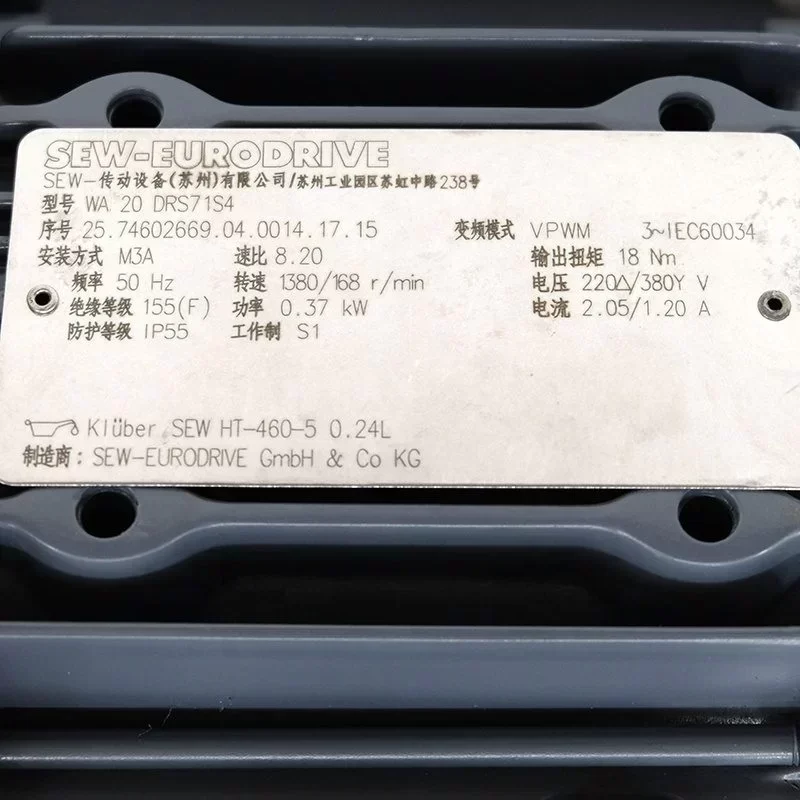 SEW-EURODRIVE
SEW-传动设备(苏州)有限公司/苏州工业园区苏虹中路238号
型号 WA 20 DRS71S4
序号 25.74602669.04.0014.17.15 变频模式 VPWM 3~IEC60034
安装方式 M3A 速比 8.20 输出扭矩 18 Nm
频率 50 Hz 转速 1380/168 r/min 电压 220△/380Y V
绝缘等级 155(F) 功率 0.37 kW 电流 2.05/1.20 A
防护等级 IP55 工作制 S1
Klüber SEW HT-460-5 0.24L
制造商: SEW-EURODRIVE GmbH & Co KG